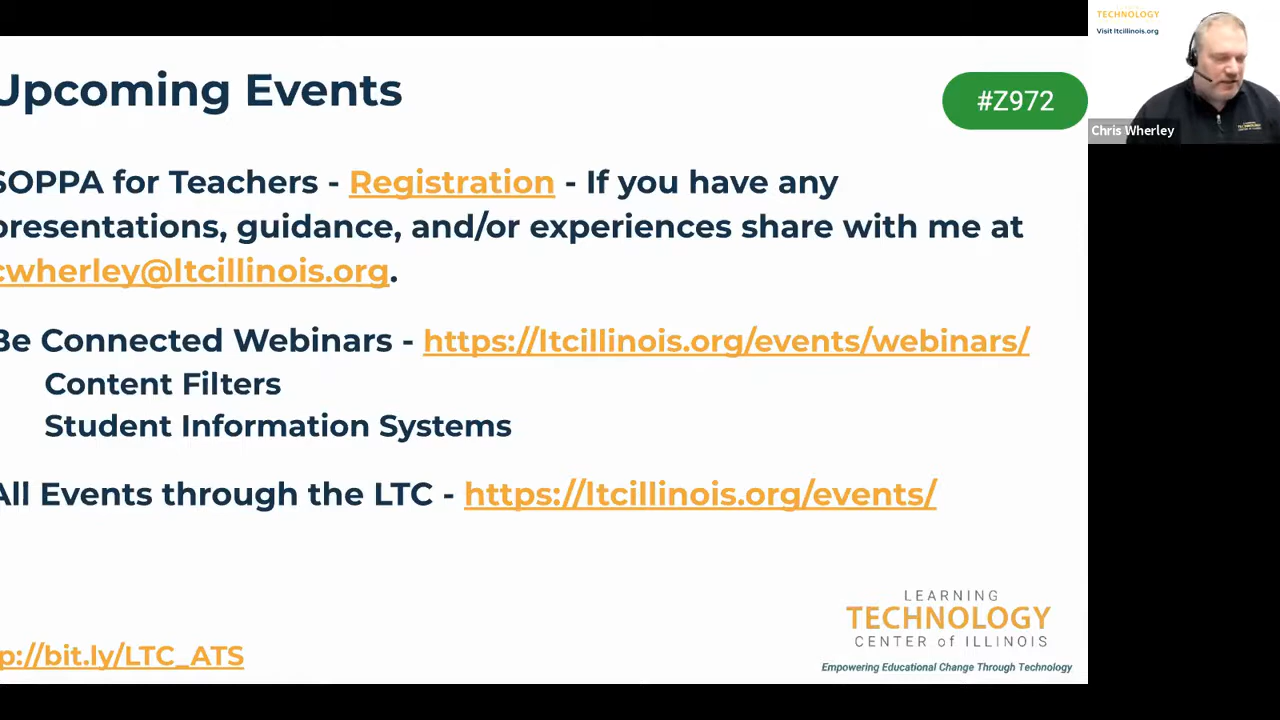 Upcoming Events
#Z972
SOPPA for Teachers - Registration - If you have any
presentations, guidance, and/or experiences share with me at
cwherley@ltcillinois.org.
Be Connected Webinars - https://ltcillinois.org/events/webinars/
Content Filters
Student Information Systems
All Events through the LTC - https://ltcillinois.org/events/
p://bit.ly/LTC_ATS
LEARNING
TECHNOLOGY
CENTER of ILLINOIS
Empowering Educational Change Through Technology
TECHNOLOGY
Visit ltcillinois.org
Chris Wherley